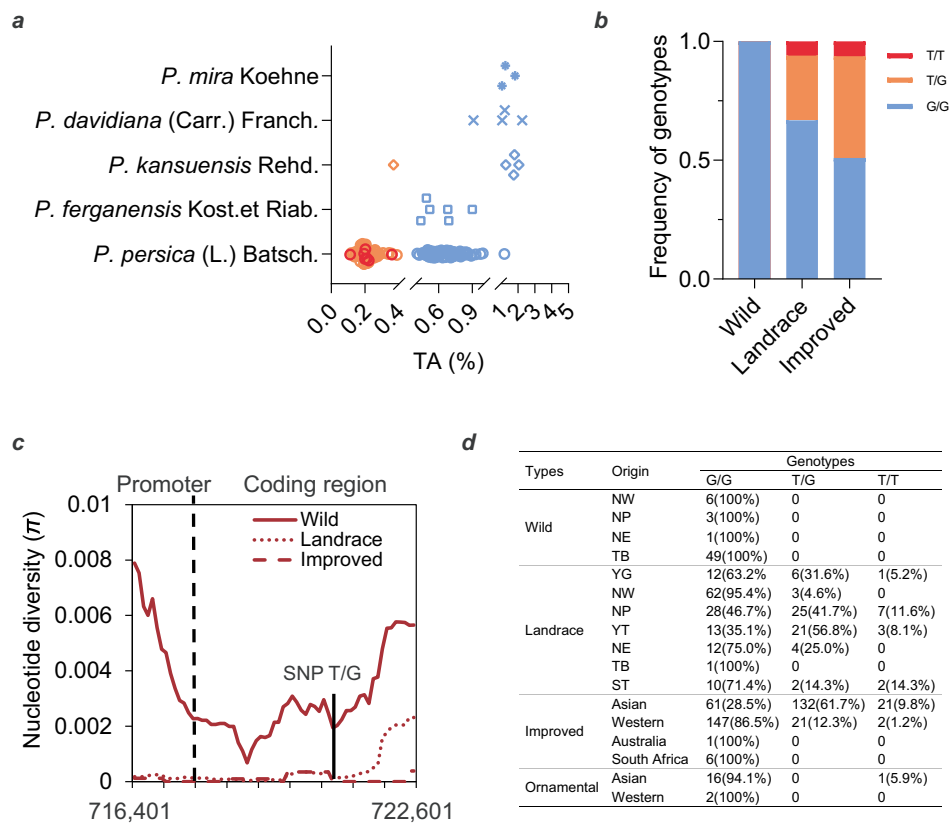 a
P. mira Koehne
P. davidiana (Carr.) Franch.
P. kansuensis Rehd.
P. ferganensis Kost.et Riab.
P. persica (L.) Batsch.
0.0 0.2 0.4 0.6 0.9 1 2 3 4 5
TA (%)
b
Frequency of genotypes
1.0
0.5
0.0
Wild Landrace Improved
T/T
T/G
G/G
c
Promoter Coding region
Nucleotide diversity (π)
0.01
0.008
0.006
0.004
0.002
0
Wild
Landrace
Improved
SNP T/G
716,401 722,601
d
Types Origin Genotypes
G/G T/G T/T
Wild NW 6(100%) 0 0
NP 3(100%) 0 0
NE 1(100%) 0 0
TB 49(100%) 0 0
Landrace YG 12(63.2% 6(31.6%) 1(5.2%)
NW 62(95.4%) 3(4.6%) 0
NP 28(46.7%) 25(41.7%) 7(11.6%)
YT 13(35.1%) 21(56.8%) 3(8.1%)
NE 12(75.0%) 4(25.0%) 0
TB 1(100%) 0 0
ST 10(71.4%) 2(14.3%) 2(14.3%)
Improved Asian 61(28.5%) 132(61.7%) 21(9.8%)
Western 147(86.5%) 21(12.3%) 2(1.2%)
Australia 1(100%) 0 0
South Africa 6(100%) 0 0
Ornamental Asian 16(94.1%) 0 1(5.9%)
Western 2(100%) 0 0